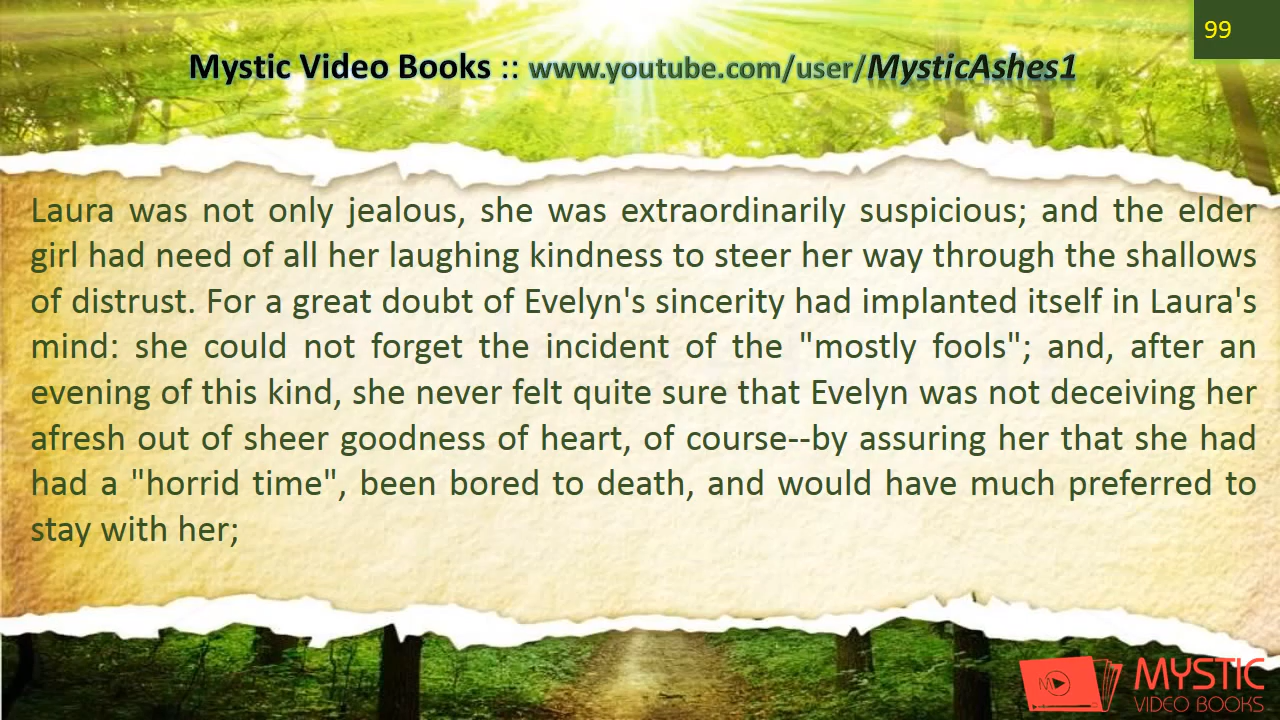 99
Mystic Video Books :: www.youtube.com/user/MysticAshes1
Laura was not only jealous, she was extraordinarily suspicious; and the elder
girl had need of all her laughing kindness to steer her way through the shallows
of distrust. For a great doubt of Evelyn's sincerity had implanted itself in Laura's
mind: she could not forget the incident of the "mostly fools"; and, after an
evening of this kind, she never felt quite sure that Evelyn was not deceiving her
afresh out of sheer goodness of heart, of course--by assuring her that she had
had a "horrid time", been bored to death, and would have much preferred to
stay with her;
MYSTIC
VIDEO BOOKS